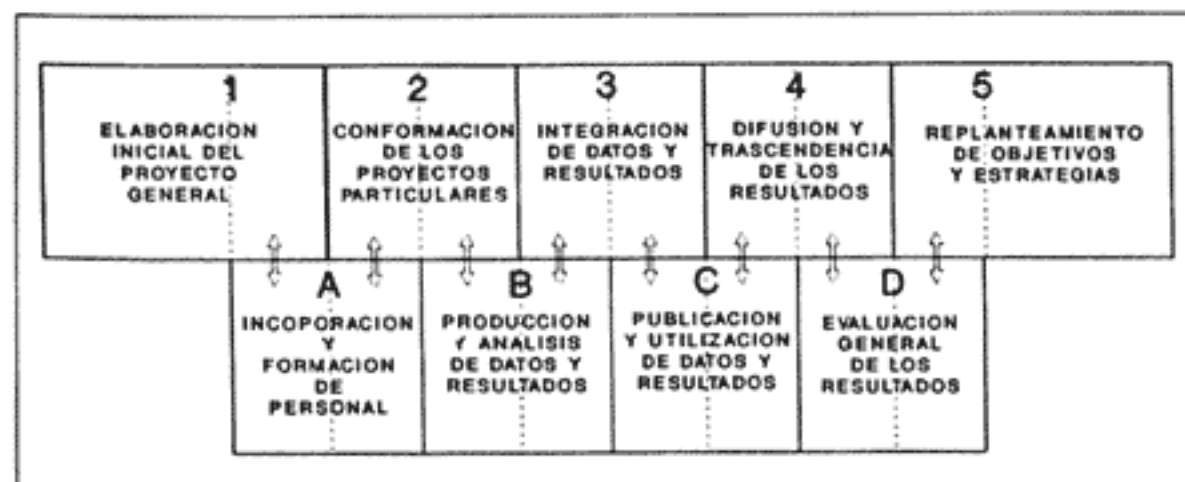 1
ELABORACION
INICIAL DEL
PROYECTO
GENERAL
2
CONFORMACION
DE LOS
PROYECTOS
PARTICULARES
3
INTEGRACION
DE DATOS Y
RESULTADOS
4
DIFUSION Y
TRASCENDENCIA
DE LOS
RESULTADOS
5
REPLANTEAMIENTO
DE OBJETIVOS
Y ESTRATEGIAS
A
INCOPORACION
Y
FORMACION
DE
PERSONAL
B
PRODUCCION
Y ANALISIS
DE DATOS Y
RESULTADOS
C
PUBLICACION
Y UTILIZACION
DE DATOS Y
RESULTADOS
D
EVALUACION
GENERAL
DE LOS
RESULTADOS